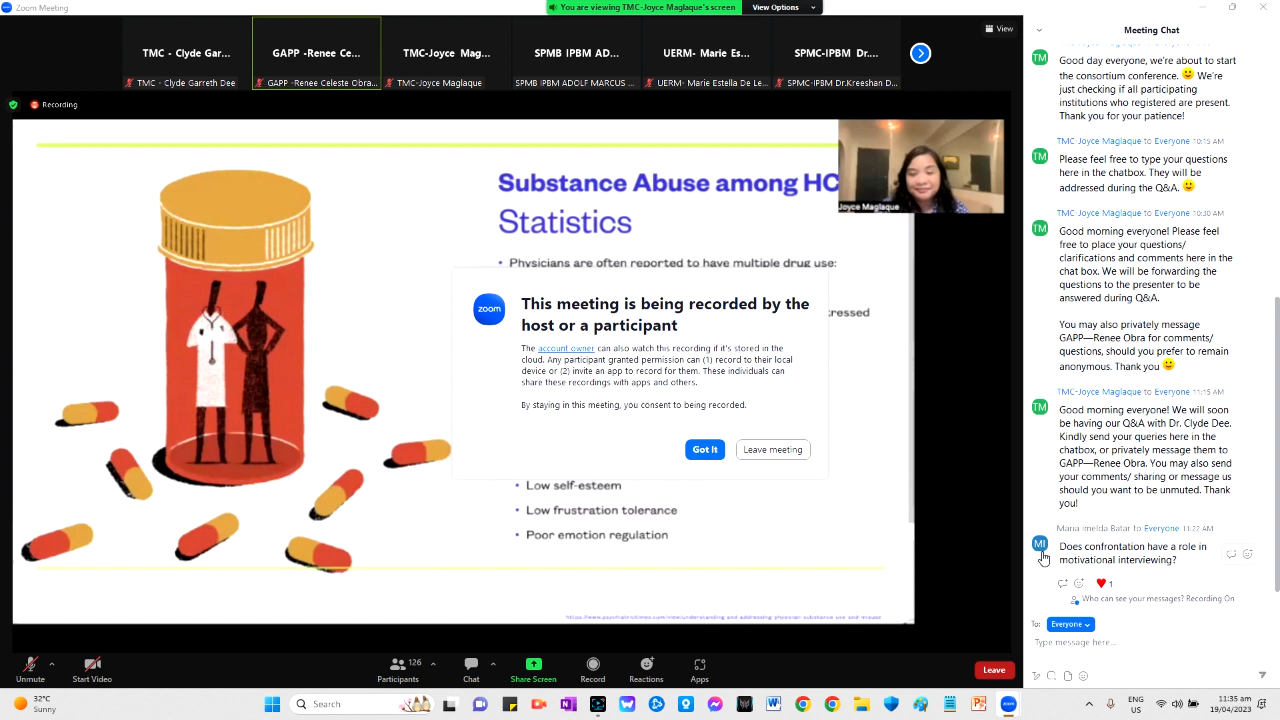 Zoom Meeting
You are viewing TMC-Joyce Maglaque's screen
View Options
TMC - Clyde Gar...
GAPP -Renee Ce...
TMC-Joyce Mag...
SPMB IPBM AD...
UERM- Marie Es...
SPMC-IPBM Dr....
View
TMC - Clyde Gareth Dee
GAPP -Renee Celeste Obra...
TMC-Joyce Maglaque
SPMB IPBM ADOLF MARCUS ...
UERM- Marie Estella De Le...
SPMC-IPBM Dr.Kreeshan D...
Recording
Substance Abuse among HC
Statistics
• Physicians are often reported to have multiple drug use:
tressed
• Low self-esteem
• Low frustration tolerance
• Poor emotion regulation
Joyce Maglaque
zoom
This meeting is being recorded by the
host or a participant
The account owner can also watch this recording if it's stored in the
cloud. Any participant granted permission can (1) record to their local
device or (2) invite an app to record for them. These individuals can
share these recordings with apps and others.
By staying in this meeting, you consent to being recorded.
Got it
Leave meeting
Meeting Chat
TM
Good day everyone, we're about to start
the consortium conference. We're
just checking if all participating
institutions who registered are present.
Thank you for your patience!
TMC-Joyce Maglaque to Everyone 10:15 AM
TM
Please feel free to type your questions
here in the chatbox. They will be
addressed during the Q&A.
TMC-Joyce Maglaque to Everyone 10:30 AM
TM
Good morning everyone! Please feel
free to place your questions/
clarifications and comments here in the
chat box. We will be forwarding the
questions to the presenter to be
answered during Q&A.
You may also privately message
GAPP—Renee Obra for comments/
questions, should you prefer to remain
anonymous. Thank you
TMC-Joyce Maglaque to Everyone 11:15 AM
TM
Good morning everyone! We will soon
be having our Q&A with Dr. Clyde Dee.
Kindly send your queries here in the
chatbox, or privately message them to
GAPP—Renee Obra. You may also send
your comments/ sharing or message us
should you want to be unmuted. Thank
you!
Maria Imelda Batar to Everyone 11:22 AM
MI
Does confrontation have a role in
motivational interviewing?
1
Who can see your messages? Recording On
To: Everyone
Type message here...
Unmute
Start Video
Participants
126
Chat
Share Screen
Record
Reactions
Apps
Leave
32°C
Sunny
Search
ENG
US
11:35 am
19/04/2023